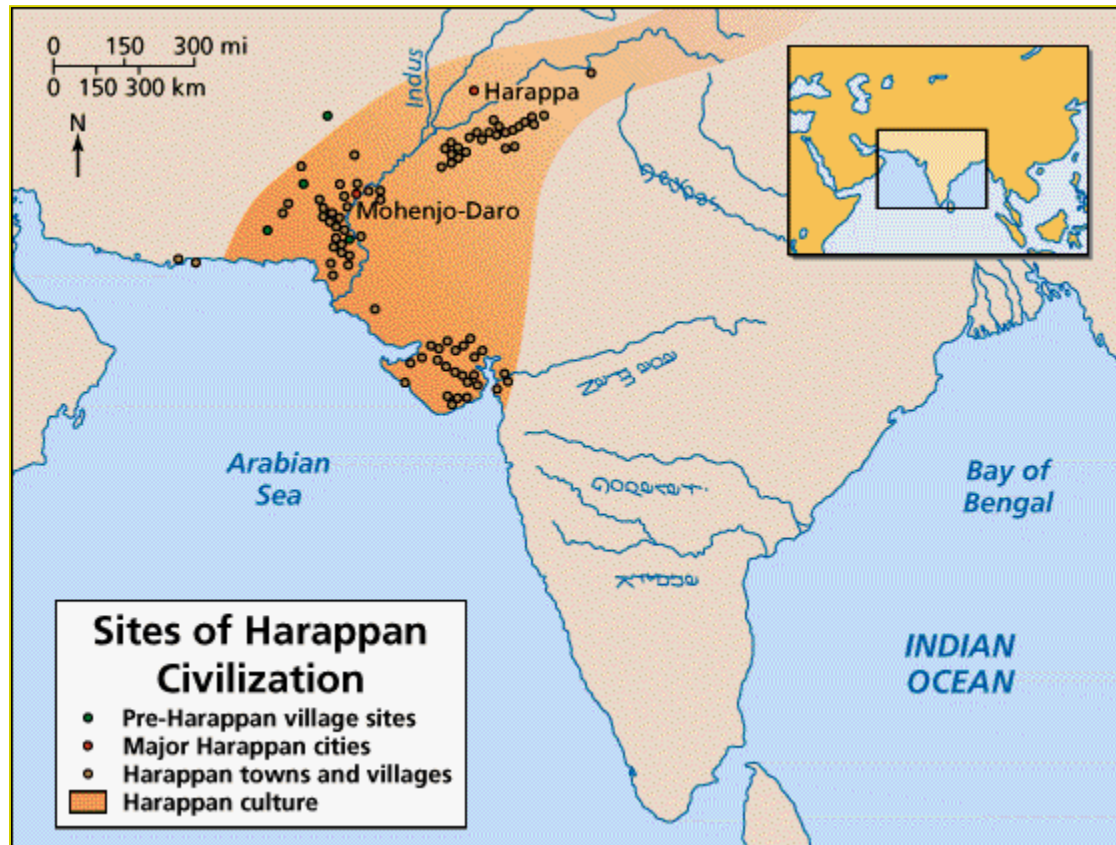 0 150 300 mi
0 150 300 km
N
Indus
Harappa
Mohenjo-Daro
Arabian
Sea
Bay of
Bengal
INDIAN
OCEAN
Sites of Harappan
Civilization
Pre-Harappan village sites
Major Harappan cities
Harappan towns and villages
Harappan culture